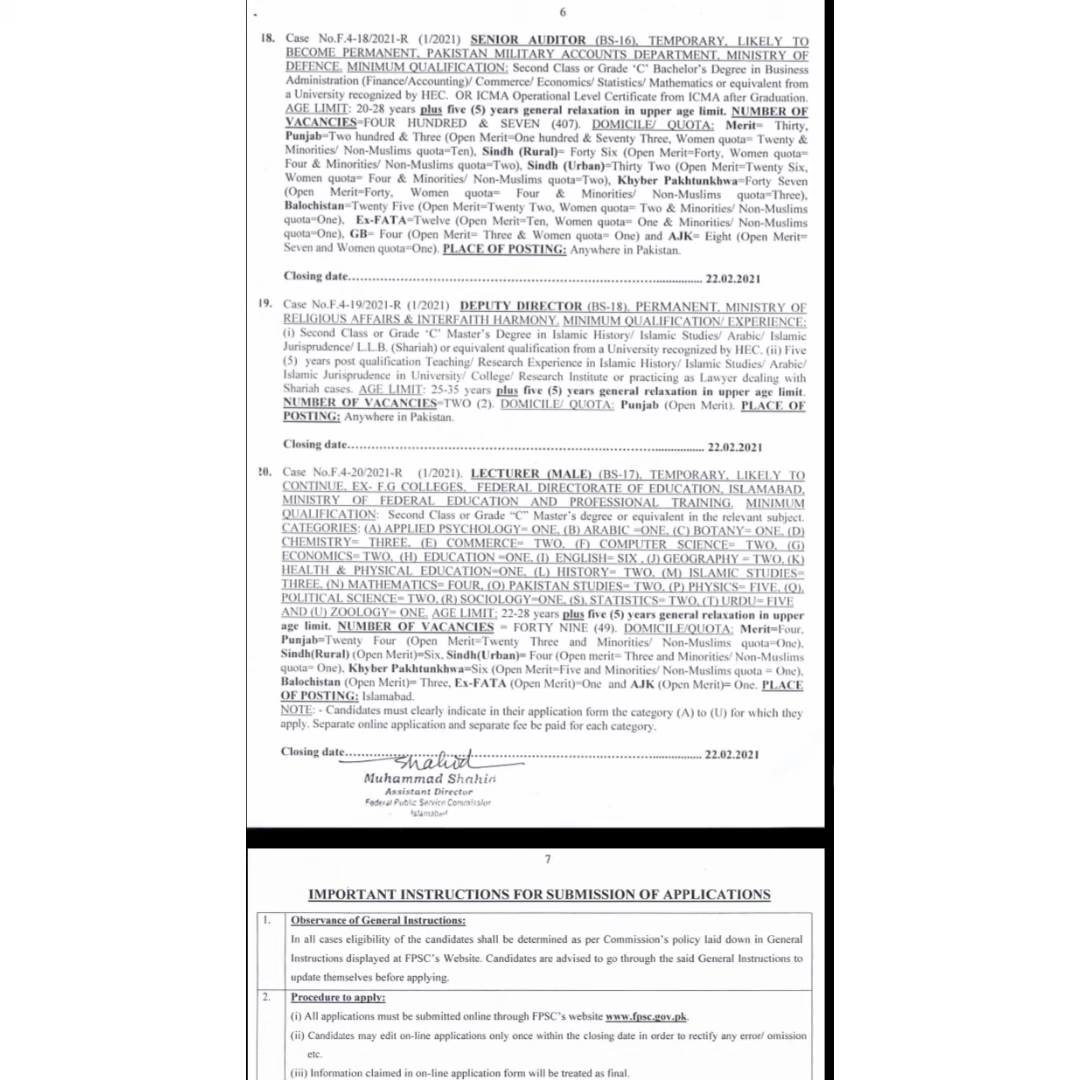 6
18. Case No.F.4-18/2021-R (1/2021) SENIOR AUDITOR (BS-16), TEMPORARY, LIKELY TO
BECOME PERMANENT, PAKISTAN MILITARY ACCOUNTS DEPARTMENT, MINISTRY OF
DEFENCE. MINIMUM QUALIFICATION: Second Class or Grade 'C' Bachelor's Degree in Business
Administration (Finance/Accounting)/ Commerce/ Economics/ Statistics/ Mathematics or equivalent from
a University recognized by HEC. OR ICMA Operational Level Certificate from ICMA after Graduation.
AGE LIMIT: 20-28 years plus five (5) years general relaxation in upper age limit. NUMBER OF
VACANCIES=FOUR HUNDRED & SEVEN (407). DOMICILE/ QUOTA: Merit= Thirty,
Punjab=Two hundred & Three (Open Merit=One hundred & Seventy Three, Women quota= Twenty &
Minorities/ Non-Muslims quota=Ten), Sindh (Rural)= Forty Six (Open Merit=Forty, Women quota=
Four & Minorities/ Non-Muslims quota=Two), Sindh (Urban)=Thirty Two (Open Merit=Twenty Six,
Women quota= Four & Minorities/ Non-Muslims quota=Two), Khyber Pakhtunkhwa=Forty Seven
(Open Merit=Forty, Women quota= Four & Minorities/ Non-Muslims quota=Three),
Balochistan=Twenty Five (Open Merit=Twenty Two, Women quota= Two & Minorities/ Non-Muslims
quota=One), Ex-FATA=Twelve (Open Merit=Ten, Women quota= One & Minorities/ Non-Muslims
quota=One), GB= Four (Open Merit= Three & Women quota= One) and AJK= Eight (Open Merit=
Seven and Women quota=One). PLACE OF POSTING: Anywhere in Pakistan.
Closing date........................................................................................................ 22.02.2021
19. Case No.F.4-19/2021-R (1/2021) DEPUTY DIRECTOR (BS-18), PERMANENT, MINISTRY OF
RELIGIOUS AFFAIRS & INTERFAITH HARMONY. MINIMUM QUALIFICATION/ EXPERIENCE:
(i) Second Class or Grade 'C' Master's Degree in Islamic History/ Islamic Studies/ Arabic/ Islamic
Jurisprudence/ L.L.B. (Shariah) or equivalent qualification from a University recognized by HEC. (ii) Five
(5) years post qualification Teaching/ Research Experience in Islamic History/ Islamic Studies/ Arabic/
Islamic Jurisprudence in University/ College/ Research Institute or practicing as Lawyer dealing with
Shariah cases. AGE LIMIT: 25-35 years plus five (5) years general relaxation in upper age limit.
NUMBER OF VACANCIES=TWO (2). DOMICILE/ QUOTA: Punjab (Open Merit). PLACE OF
POSTING: Anywhere in Pakistan.
Closing date........................................................................................................ 22.02.2021
20. Case No.F.4-20/2021-R (1/2021). LECTURER (MALE) (BS-17), TEMPORARY, LIKELY TO
CONTINUE, EX- F.G COLLEGES, FEDERAL DIRECTORATE OF EDUCATION, ISLAMABAD,
MINISTRY OF FEDERAL EDUCATION AND PROFESSIONAL TRAINING. MINIMUM
QUALIFICATION: Second Class or Grade "C" Master's degree or equivalent in the relevant subject.
CATEGORIES: (A) APPLIED PSYCHOLOGY= ONE, (B) ARABIC =ONE, (C) BOTANY= ONE, (D)
CHEMISTRY= THREE, (E) COMMERCE= TWO, (F) COMPUTER SCIENCE= TWO, (G)
ECONOMICS= TWO, (H) EDUCATION =ONE, (I) ENGLISH= SIX , (J) GEOGRAPHY = TWO, (K)
HEALTH & PHYSICAL EDUCATION=ONE, (L) HISTORY= TWO, (M) ISLAMIC STUDIES=
THREE, (N) MATHEMATICS= FOUR, (O) PAKISTAN STUDIES= TWO, (P) PHYSICS= FIVE, (Q).
POLITICAL SCIENCE= TWO, (R) SOCIOLOGY=ONE, (S). STATISTICS= TWO, (T) URDU= FIVE
AND (U) ZOOLOGY= ONE. AGE LIMIT: 22-28 years plus five (5) years general relaxation in upper
age limit. NUMBER OF VACANCIES = FORTY NINE (49). DOMICILE/QUOTA: Merit=Four,
Punjab=Twenty Four (Open Merit=Twenty Three and Minorities/ Non-Muslims quota=One),
Sindh(Rural) (Open Merit)=Six, Sindh(Urban)= Four (Open merit= Three and Minorities/ Non-Muslims
quota= One), Khyber Pakhtunkhwa=Six (Open Merit=Five and Minorities/ Non-Muslims quota = One),
Balochistan (Open Merit)= Three, Ex-FATA (Open Merit)=One and AJK (Open Merit)= One. PLACE
OF POSTING: Islamabad.
NOTE: - Candidates must clearly indicate in their application form the category (A) to (U) for which they
apply. Separate online application and separate fee be paid for each category.
Closing date........................................................................................................ 22.02.2021
Shahid
Muhammad Shahid
Assistant Director
Federal Public Service Commission
Islamabad
7
IMPORTANT INSTRUCTIONS FOR SUBMISSION OF APPLICATIONS
1. Observance of General Instructions:
In all cases eligibility of the candidates shall be determined as per Commission's policy laid down in General
Instructions displayed at FPSC's Website. Candidates are advised to go through the said General Instructions to
update themselves before applying.
2. Procedure to apply:
(i) All applications must be submitted online through FPSC's website www.fpsc.gov.pk.
(ii) Candidates may edit on-line applications only once within the closing date in order to rectify any error/ omission
etc.
(iii) Information claimed in on-line application form will be treated as final.